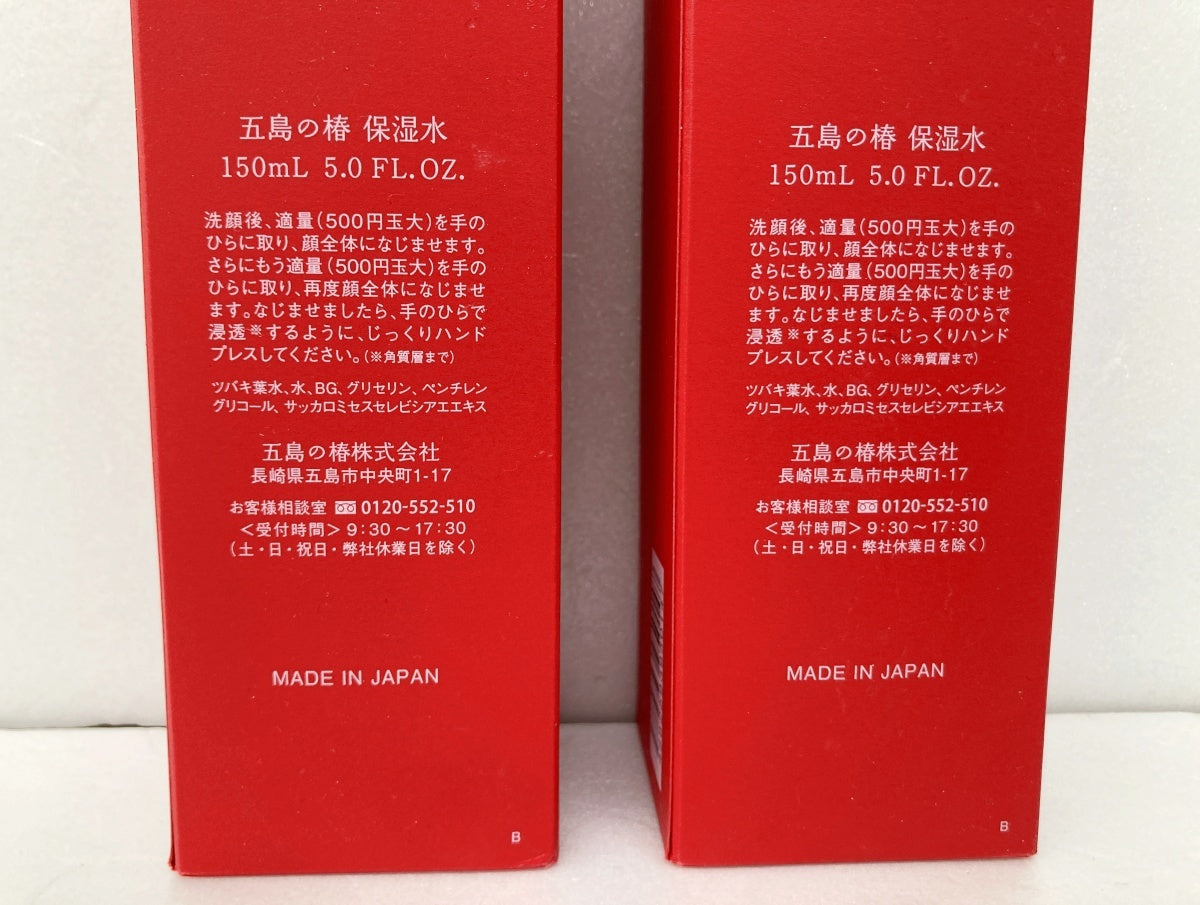 五島の椿 保湿水
150mL 5.0 FL.OZ.
洗顔後、適量(500円玉大)を手の
ひらに取り、顔全体になじませます。
さらにもう適量(500円玉大)を手の
ひらに取り、再度顔全体になじませ
ます。なじませましたら、手のひらで
浸透※するように、じっくりハンド
プレスしてください。(※角質層まで)
ツバキ葉水、水、BG、グリセリン、ペンチレン
グリコール、サッカロミセスセレビシアエエキス
五島の椿株式会社
長崎県五島市中央町1-17
お客様相談室 0120-552-510
<受付時間> 9:30~17:30
(土・日・祝日・弊社休業日を除く)
MADE IN JAPAN
B
五島の椿 保湿水
150mL 5.0 FL.OZ.
洗顔後、適量(500円玉大)を手の
ひらに取り、顔全体になじませます。
さらにもう適量(500円玉大)を手の
ひらに取り、再度顔全体になじませ
ます。なじませましたら、手のひらで
浸透※するように、じっくりハンド
プレスしてください。(※角質層まで)
ツバキ葉水、水、BG、グリセリン、ペンチレン
グリコール、サッカロミセスセレビシアエエキス
五島の椿株式会社
長崎県五島市中央町1-17
お客様相談室 0120-552-510
<受付時間> 9:30~17:30
(土・日・祝日・弊社休業日を除く)
MADE IN JAPAN
B